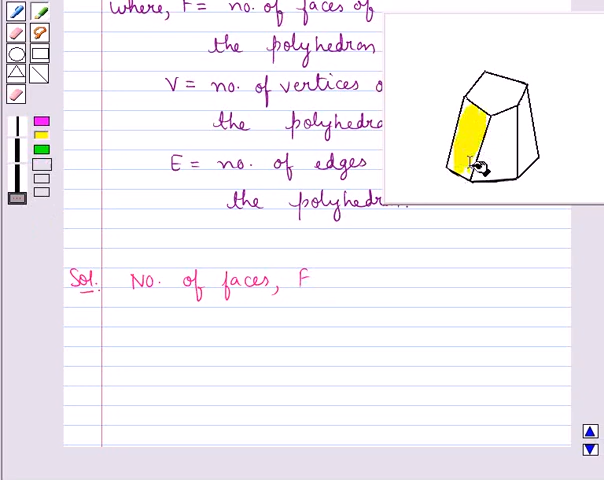 where, F = no. of faces of
the polyhedron
V = no. of vertices
the polyhedr
E = no. of edges
the polyhedron.
Sol. No. of faces, F